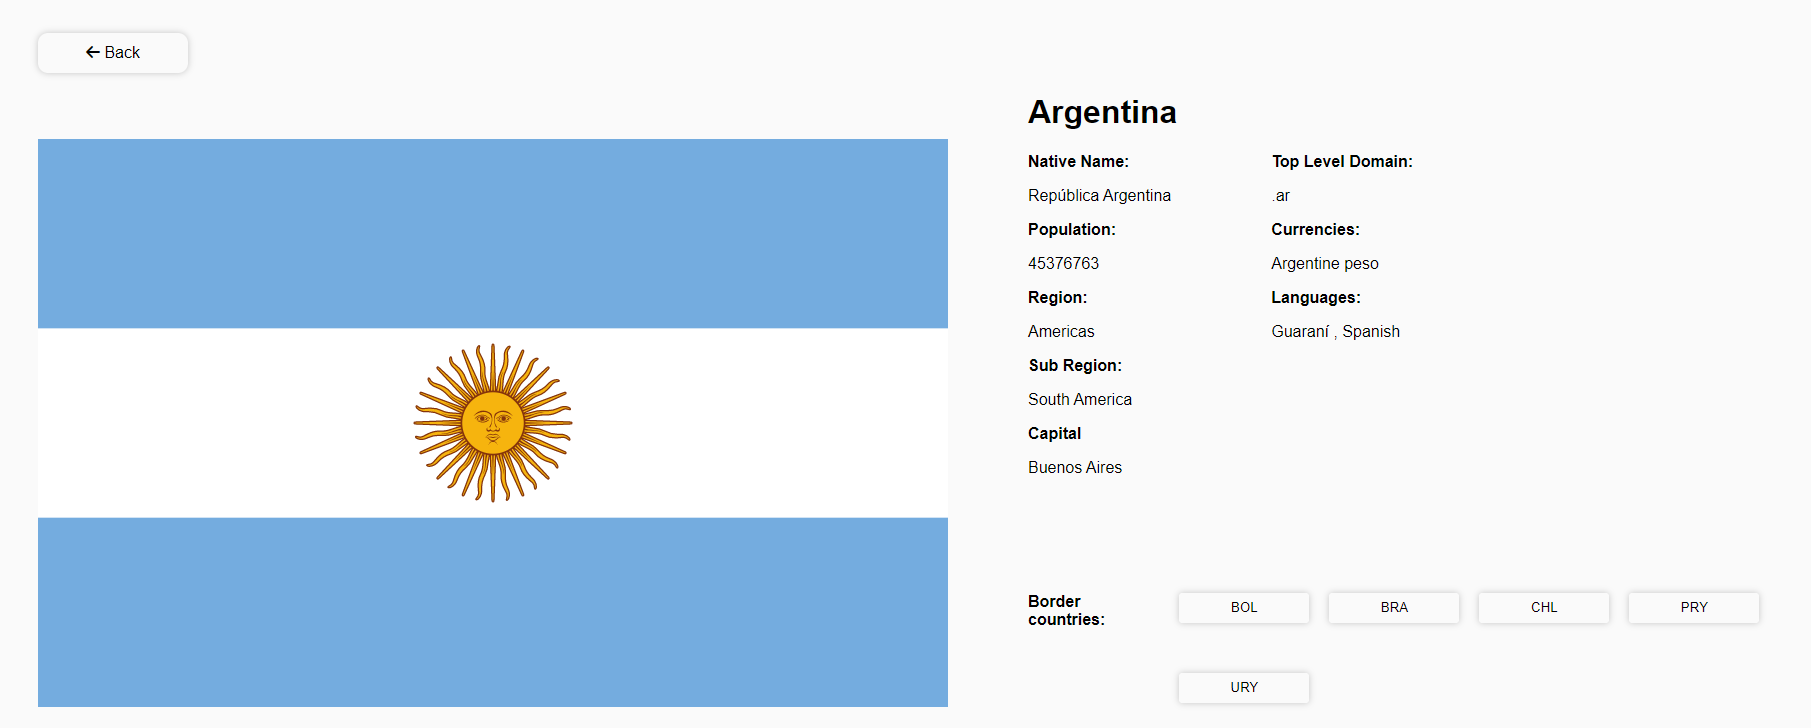 Back
Argentina
Native Name:
República Argentina
Population:
45376763
Region:
Americas
Sub Region:
South America
Capital
Buenos Aires
Top Level Domain:
.ar
Currencies:
Argentine peso
Languages:
Guaraní , Spanish
Border
countries:
BOL
BRA
CHL
PRY
URY